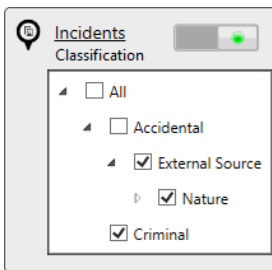 Incidents
Classification
All
Accidental
External Source
Nature
Criminal